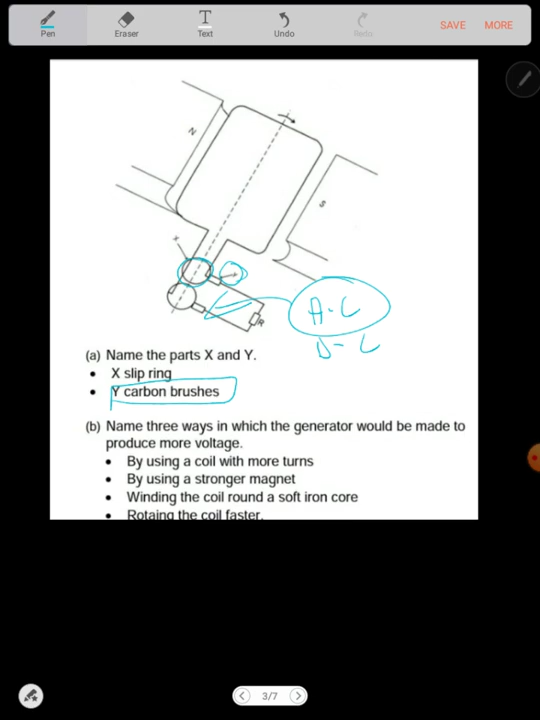 Pen
Eraser
Text
Undo
Redo
SAVE
MORE
N
S
X
R
A.C
D-C
(a) Name the parts X and Y.
• X slip ring
• Y carbon brushes
(b) Name three ways in which the generator would be made to
produce more voltage.
• By using a coil with more turns
• By using a stronger magnet
• Winding the coil round a soft iron core
• Rotaing the coil faster.
3/7